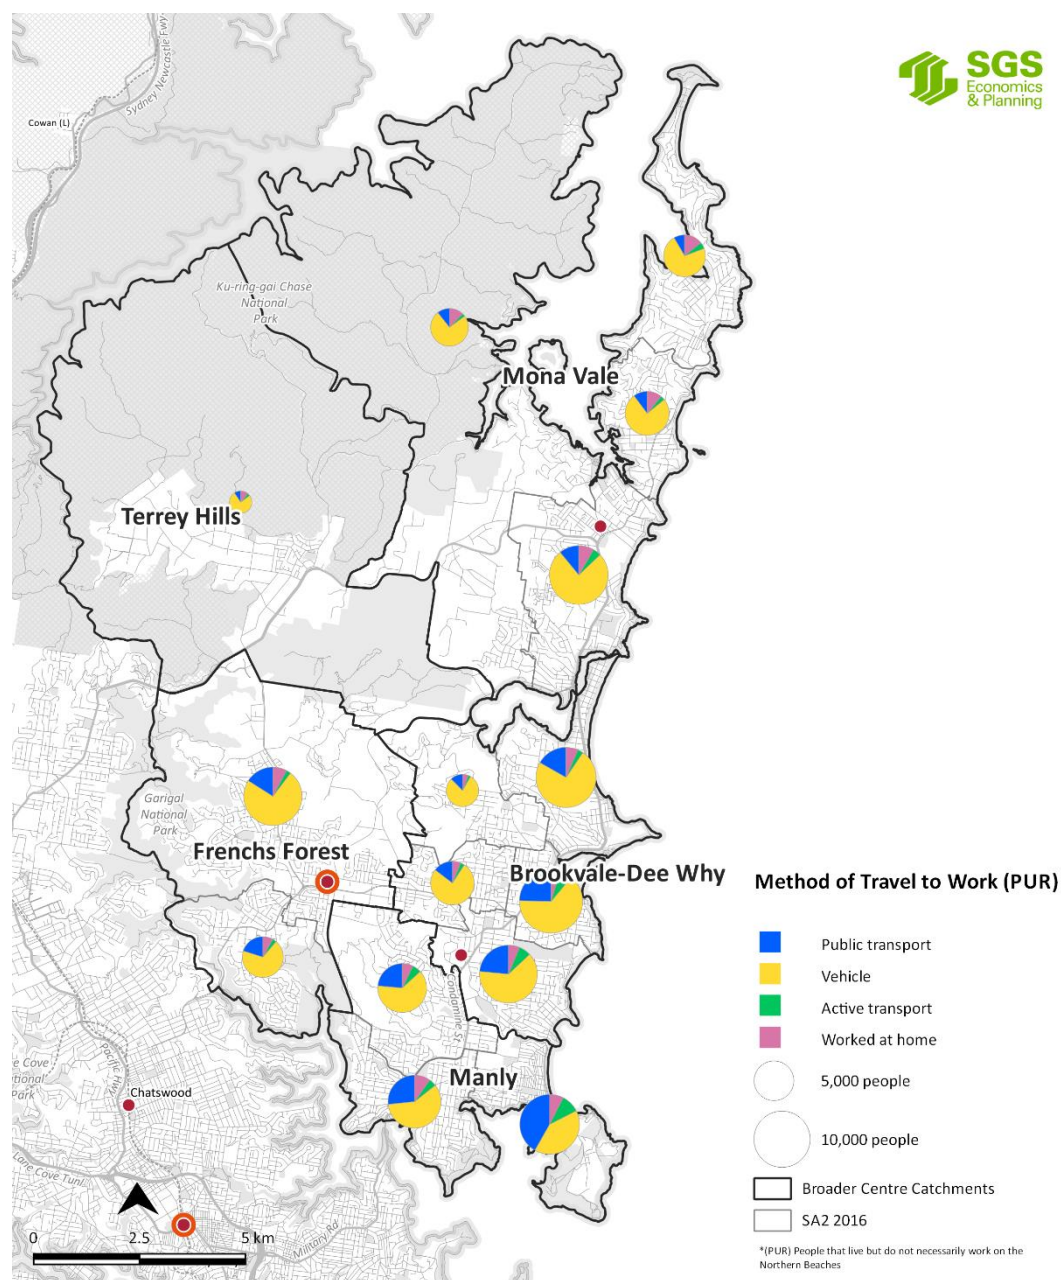 SGS
Economics
& Planning
Sydney Newcastle Fwy
Cowan (L)
Ku-ring-gai Chase
National
Park
Mona Vale
Terrey Hills
Garigal
National
Park
Frenchs Forest
Brookvale-Dee Why
Condamine St
Manly
Pacific Hwy
Chatswood
e Cove
tional
Park
Lane Cove Tunl
Military Rd
0 2.5 5 km
Method of Travel to Work (PUR)
Public transport
Vehicle
Active transport
Worked at home
5,000 people
10,000 people
Broader Centre Catchments
SA2 2016
*(PUR) People that live but do not necessarily work on the
Northern Beaches